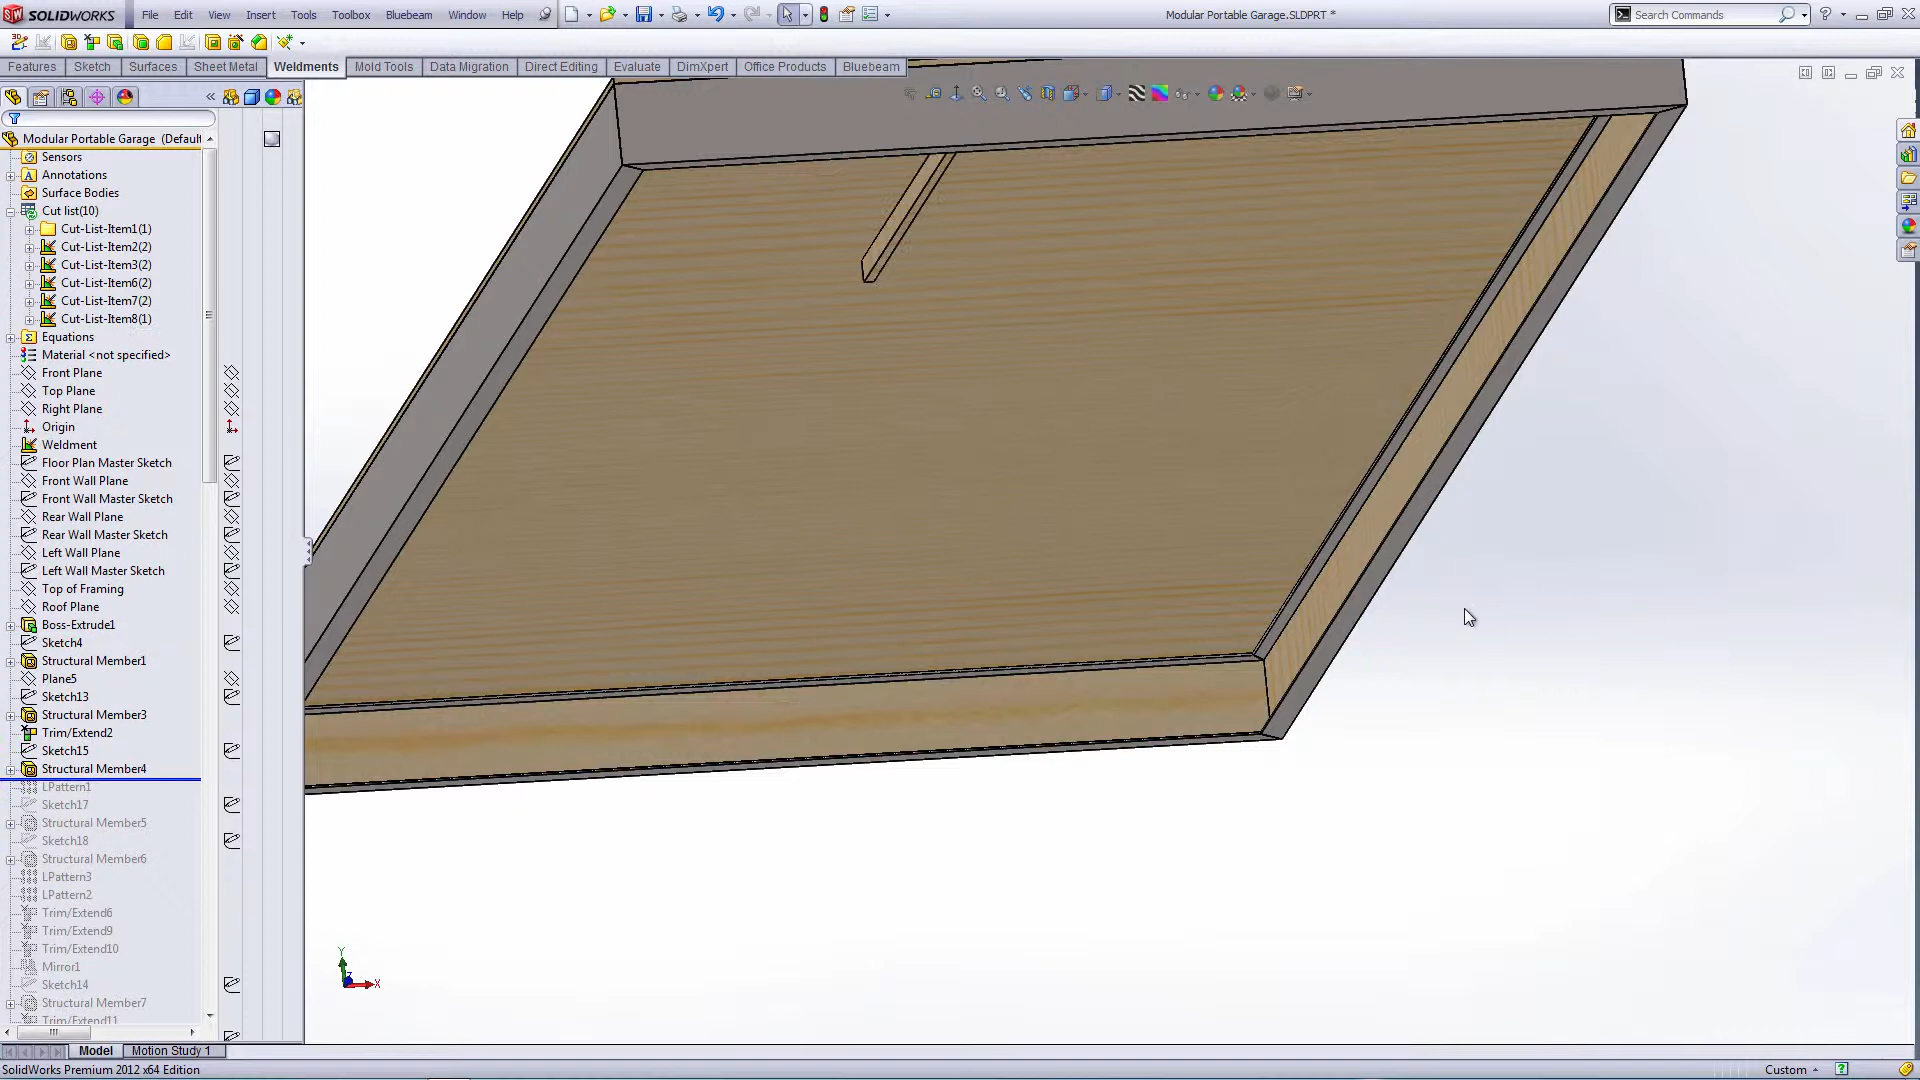 SOLIDWORKS File Edit View Insert Tools Toolbox Bluebeam Window Help Modular Portable Garage.SLDPRT * Search Commands
Features Sketch Surfaces Sheet Metal Weldments Mold Tools Data Migration Direct Editing Evaluate DimXpert Office Products Bluebeam
Modular Portable Garage (Default
Sensors
Annotations
Surface Bodies
Cut list(10)
Cut-List-Item1(1)
Cut-List-Item2(2)
Cut-List-Item3(2)
Cut-List-Item6(2)
Cut-List-Item7(2)
Cut-List-Item8(1)
Equations
Material <not specified>
Front Plane
Top Plane
Right Plane
Origin
Weldment
Floor Plan Master Sketch
Front Wall Plane
Front Wall Master Sketch
Rear Wall Plane
Rear Wall Master Sketch
Left Wall Plane
Left Wall Master Sketch
Top of Framing
Roof Plane
Boss-Extrude1
Sketch4
Structural Member1
Plane5
Sketch13
Structural Member3
Trim/Extend2
Sketch15
Structural Member4
LPattern1
Sketch17
Structural Member5
Sketch18
Structural Member6
LPattern3
LPattern2
Trim/Extend6
Trim/Extend9
Trim/Extend10
Mirror1
Sketch14
Structural Member7
Trim/Extend11
Y
Z
X
Model Motion Study 1
SolidWorks Premium 2012 x64 Edition Custom